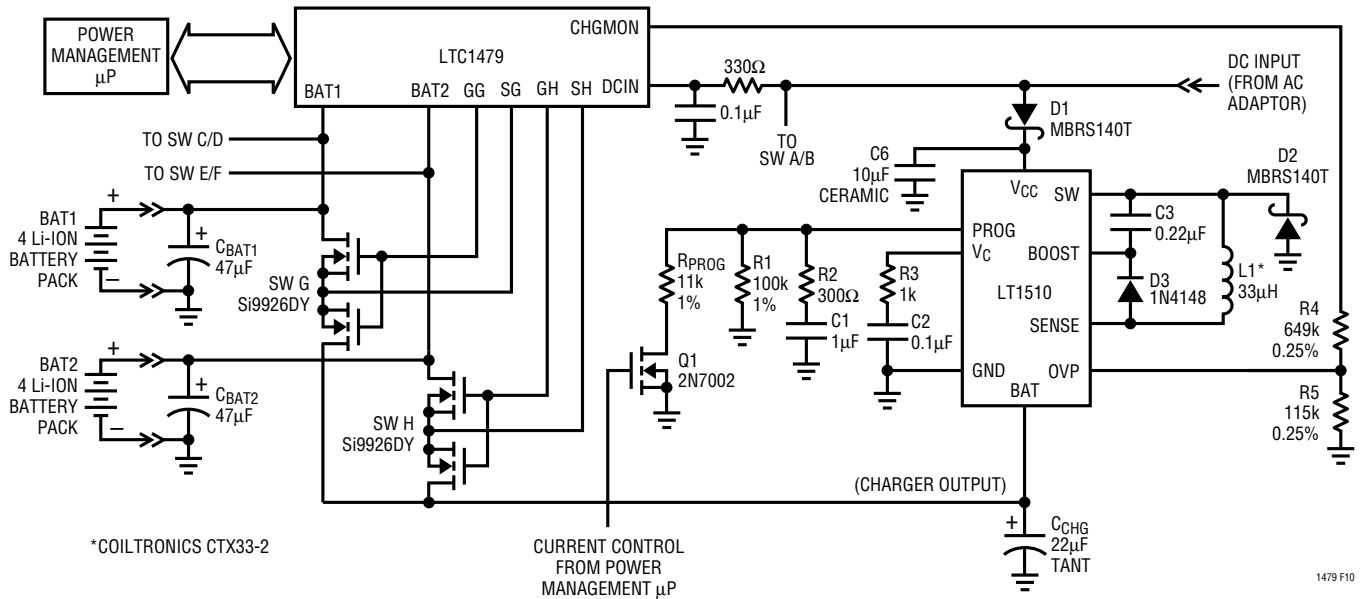 POWER
MANAGEMENT
µP
LTC1479
CHGMON
BAT1
BAT2
GG
SG
GH
SH
DCIN
330Ω
0.1µF
TO
SW A/B
DC INPUT
(FROM AC
ADAPTOR)
D1
MBRS140T
TO SW C/D
TO SW E/F
C6
10µF
CERAMIC
D2
MBRS140T
VCC
SW
PROG
VC
BOOST
LT1510
SENSE
GND
OVP
BAT
C3
0.22µF
D3
1N4148
L1*
33µH
R4
649k
0.25%
R5
115k
0.25%
BAT1
4 Li-ION
BATTERY
PACK
+
–
+
CBAT1
47µF
SW G
Si9926DY
RPROG
11k
1%
R1
100k
1%
R2
300Ω
C1
1µF
R3
1k
C2
0.1µF
Q1
2N7002
BAT2
4 Li-ION
BATTERY
PACK
+
–
+
CBAT2
47µF
SW H
Si9926DY
(CHARGER OUTPUT)
+
CCHG
22µF
TANT
*COILTRONICS CTX33-2
CURRENT CONTROL
FROM POWER
MANAGEMENT µP
1479 F10